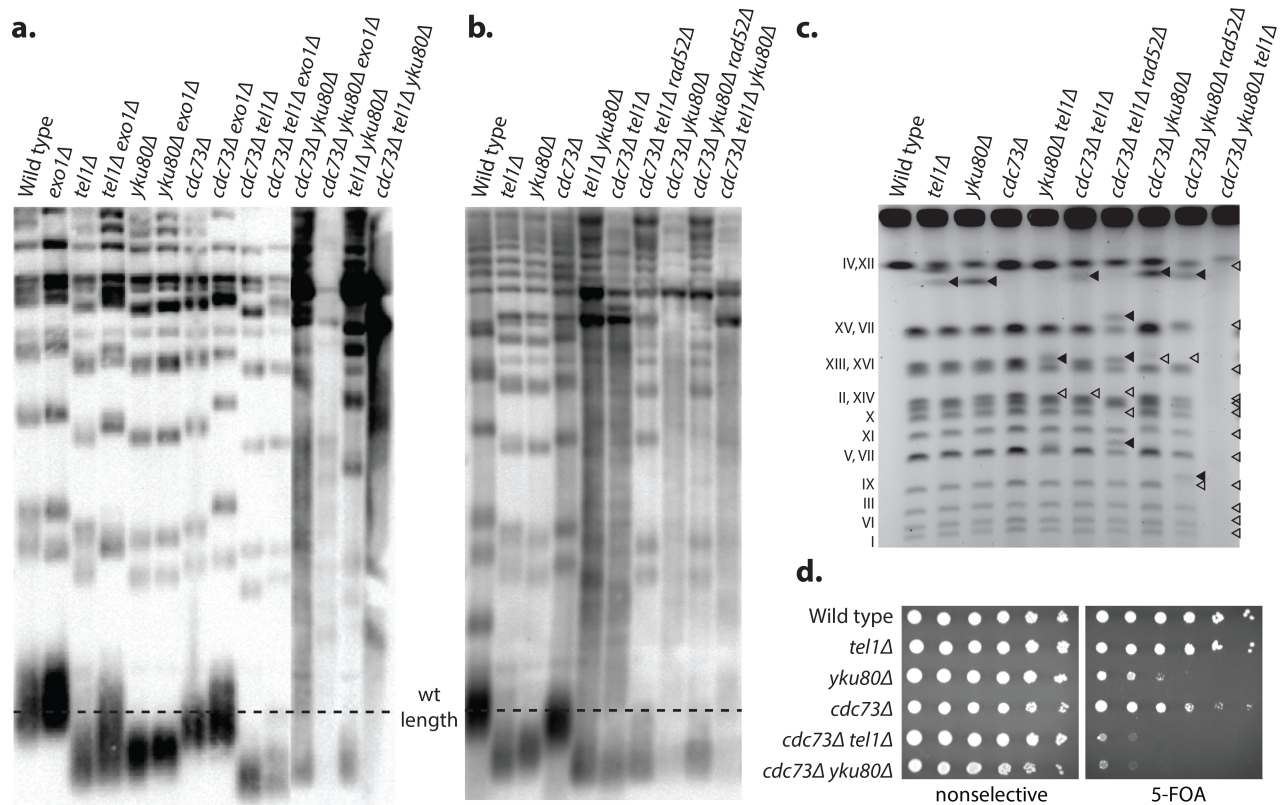 a.
Wild type
exo1Δ
tel1Δ
tel1Δ exo1Δ
yku80Δ
yku80Δ exo1Δ
cdc73Δ
cdc73Δ exo1Δ
cdc73Δ tel1Δ
cdc73Δ tel1Δ exo1Δ
cdc73Δ yku80Δ
cdc73Δ yku80Δ exo1Δ
tel1Δ yku80Δ
cdc73Δ tel1Δ yku80Δ
wt
length
b.
Wild type
tel1Δ
yku80Δ
cdc73Δ
tel1Δ yku80Δ
cdc73Δ tel1Δ
cdc73Δ tel1Δ rad52Δ
cdc73Δ yku80Δ
cdc73Δ yku80Δ rad52Δ
cdc73Δ tel1Δ yku80Δ
c.
Wild type
tel1Δ
yku80Δ
cdc73Δ
yku80Δ tel1Δ
cdc73Δ tel1Δ
cdc73Δ tel1Δ rad52Δ
cdc73Δ yku80Δ
cdc73Δ yku80Δ rad52Δ
cdc73Δ yku80Δ tel1Δ
IV,XII
XV, VII
XIII, XVI
II, XIV
X
XI
V, VII
IX
III
VI
I
d.
Wild type
tel1Δ
yku80Δ
cdc73Δ
cdc73Δ tel1Δ
cdc73Δ yku80Δ
nonselective 5-FOA